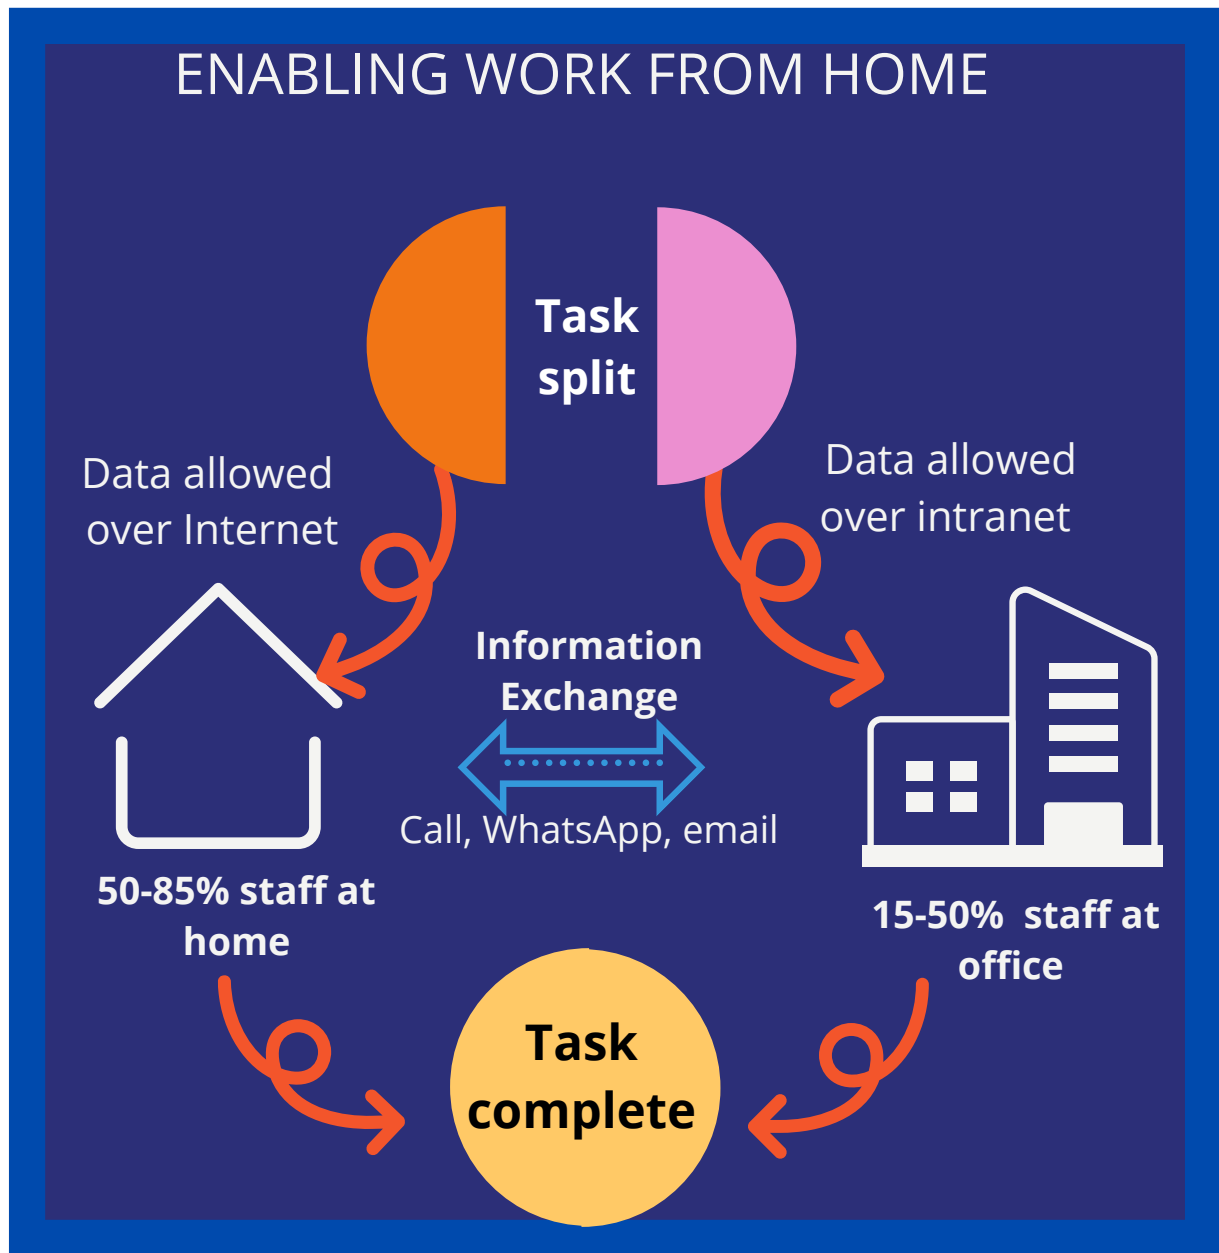 ENABLING WORK FROM HOME
Task
split
Data allowed
over Internet
Data allowed
over intranet
Information
Exchange
Call, WhatsApp, email
50-85% staff at
home
15-50%  staff at
office
Task
complete